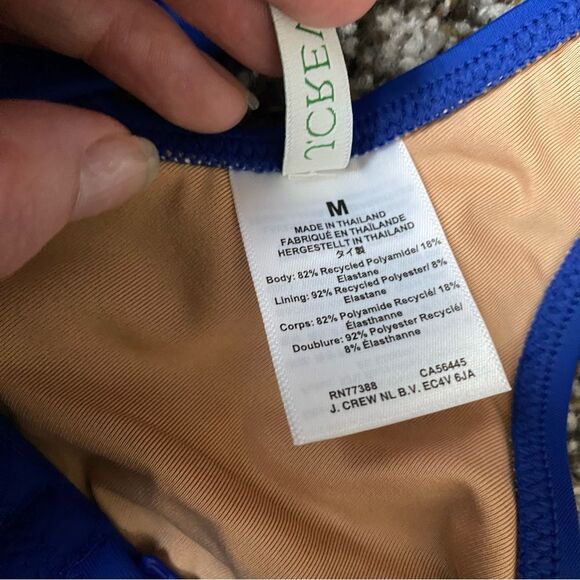 JCREW
M
MADE IN THAILAND
FABRIQUÉ EN THAÏLANDE
HERGESTELLT IN THAILAND
タイ製
Body: 82% Recycled Polyamide/ 18%
Elastane
Lining: 92% Recycled Polyester/ 8%
Elastane
Corps: 82% Polyamide Recyclé/ 18%
Élasthanne
Doublure: 92% Polyester Recyclé/
8% Élasthanne
RN77388 CA56445
J. CREW NL B.V. EC4V 6JA